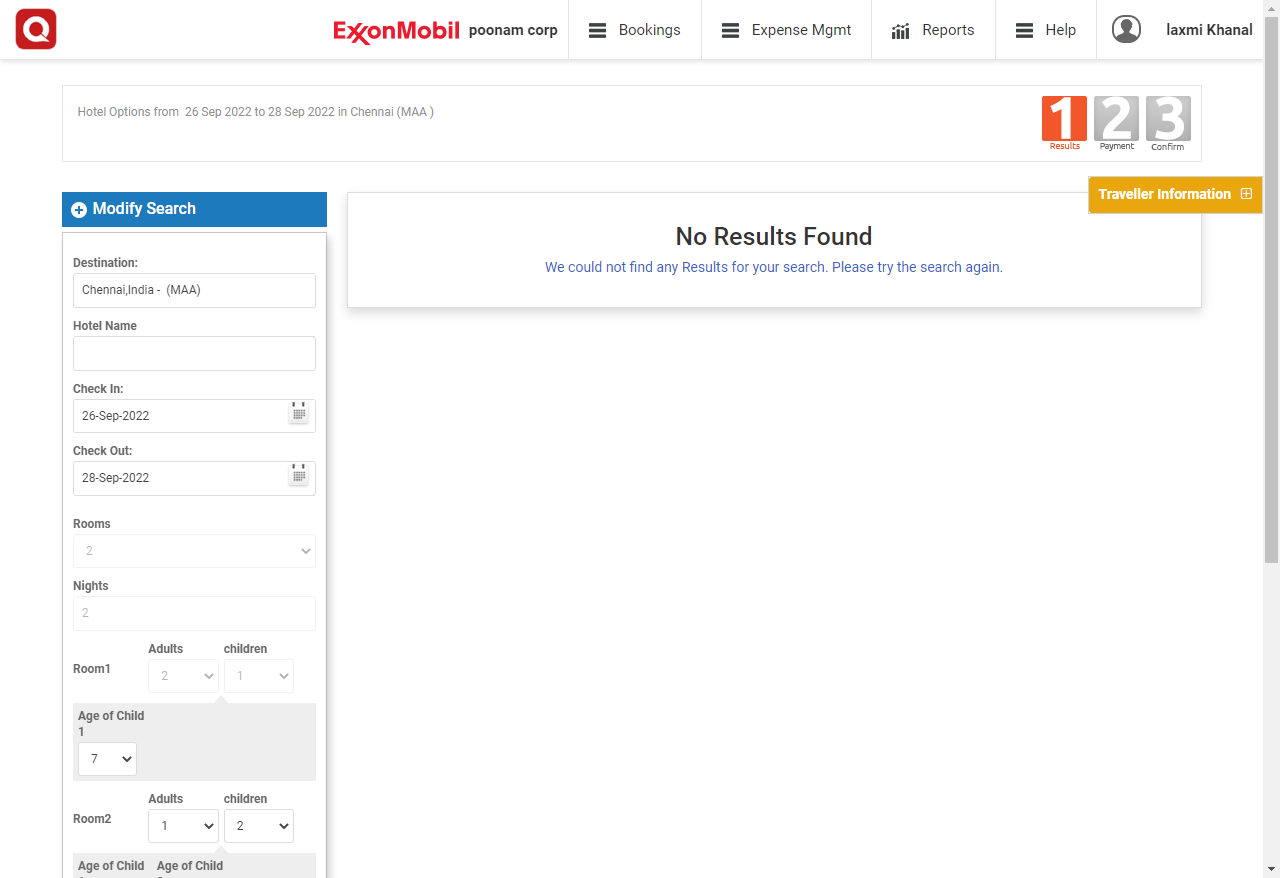 Q ExxonMobil poonam corp Bookings Expense Mgmt Reports Help laxmi Khanal
Hotel Options from 26 Sep 2022 to 28 Sep 2022 in Chennai (MAA )
1 2 3
Results Payment Confirm
Traveller Information
Modify Search
Destination:
Chennai,India - (MAA)
Hotel Name
Check In:
26-Sep-2022
Check Out:
28-Sep-2022
Rooms
2
Nights
2
Adults children
Room1 2 1
Age of Child
1
7
Adults children
Room2 1 2
Age of Child Age of Child
No Results Found
We could not find any Results for your search. Please try the search again.